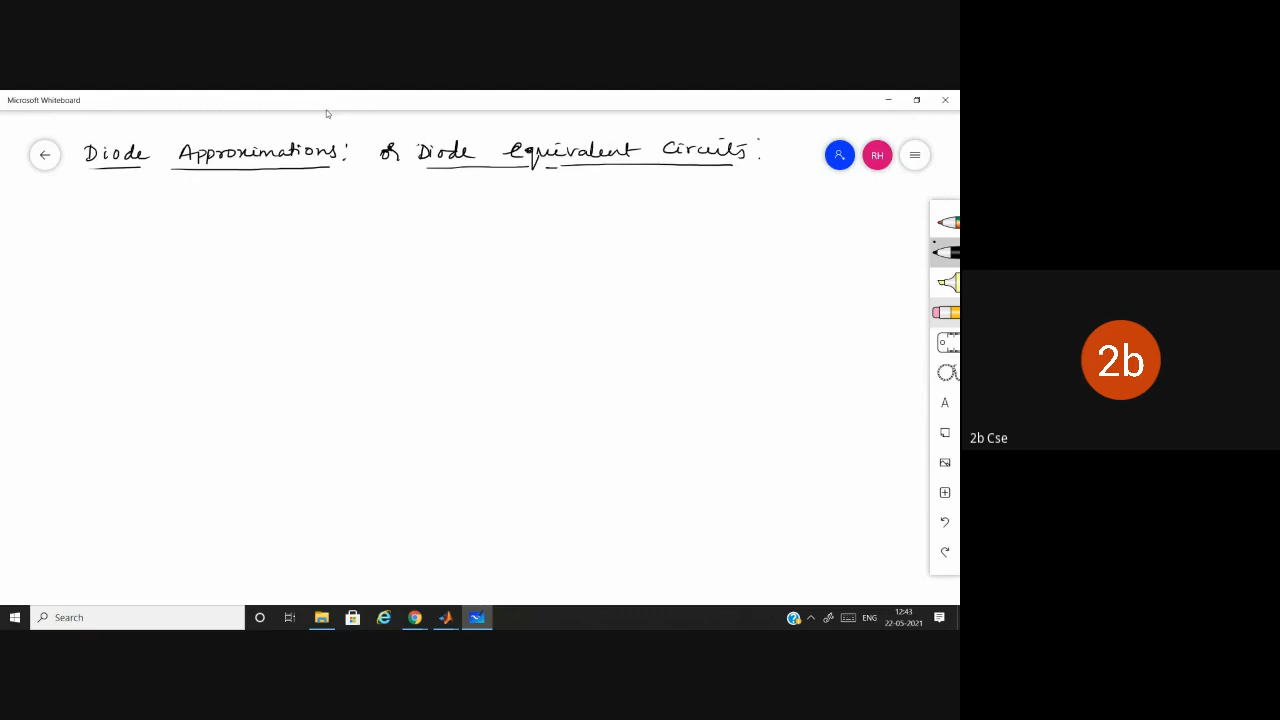 Microsoft Whiteboard
Diode Approximations: or Diode Equivalent Circuits:
RH
A
2b
2b Cse
Search
ENG
12:43
22-05-2021